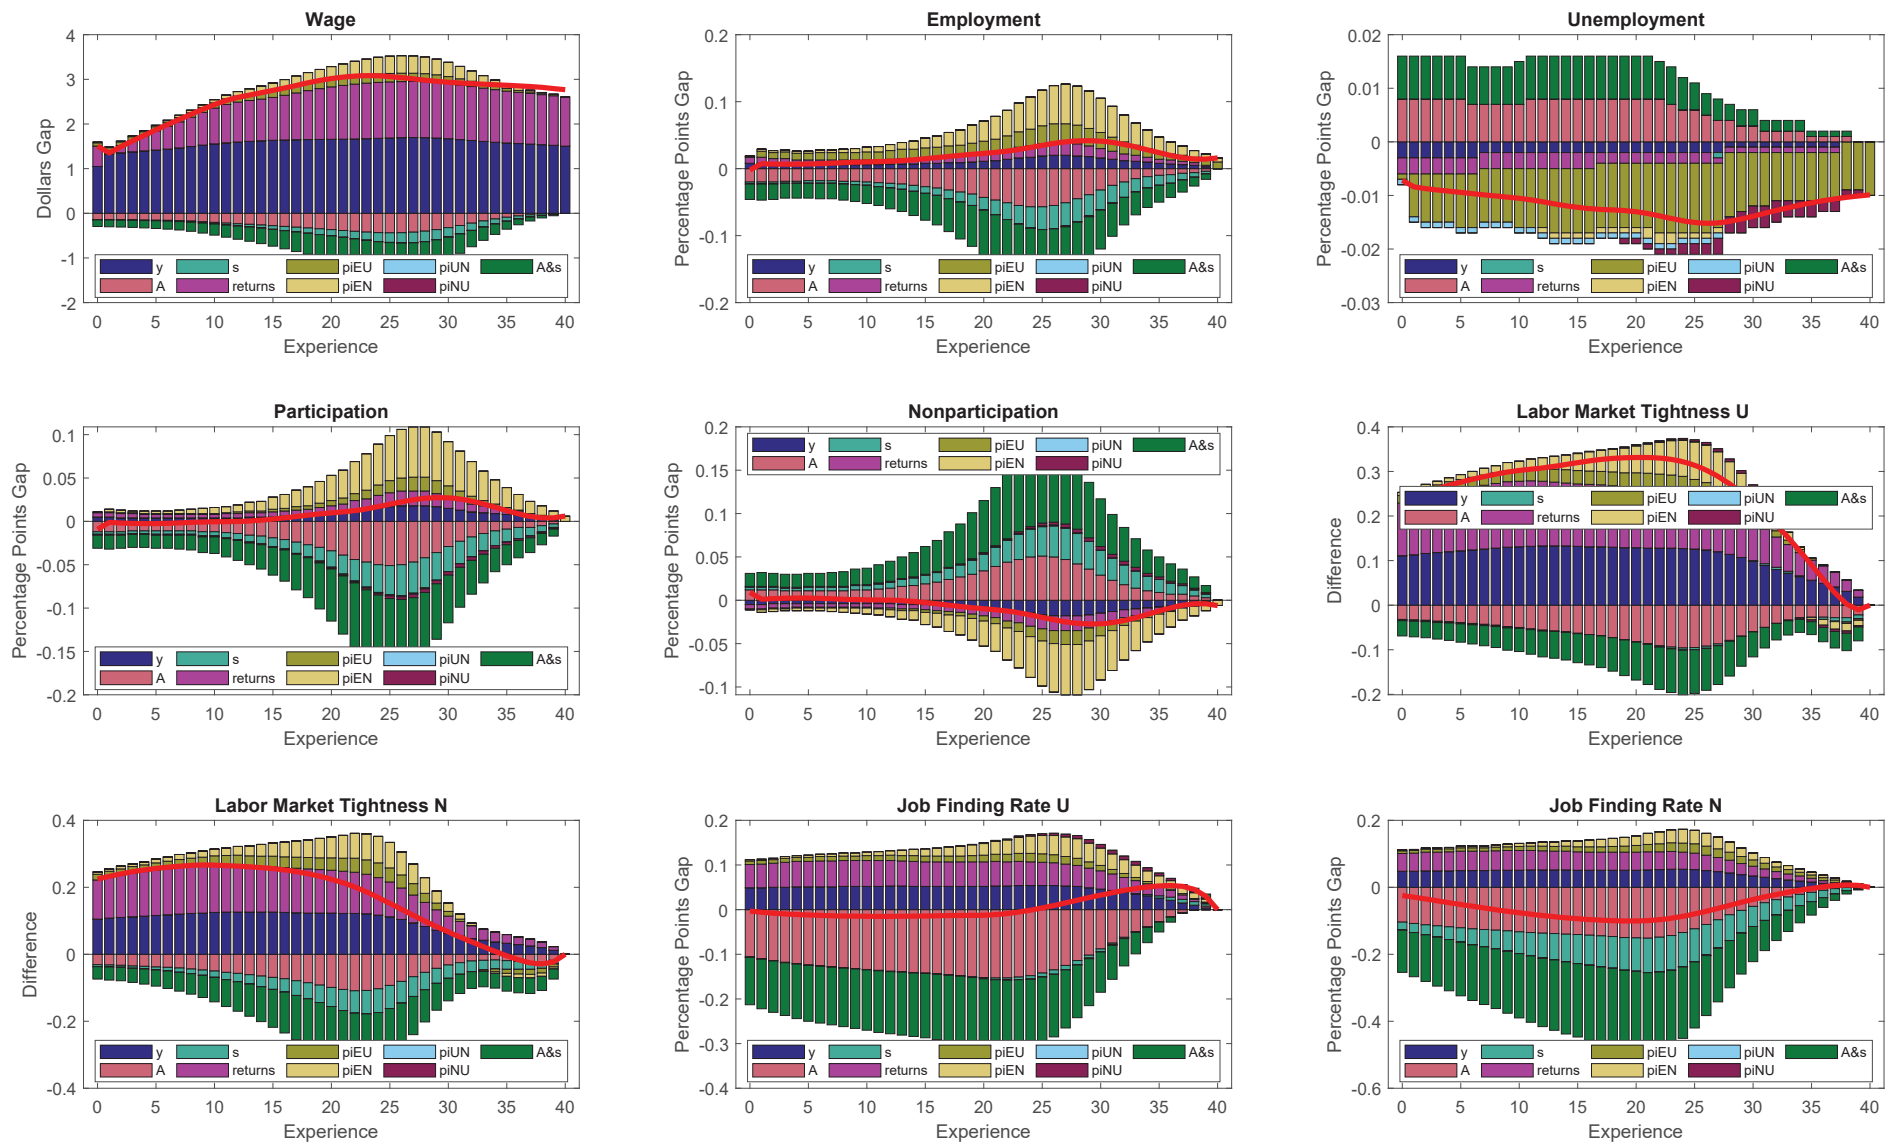 Wage
Dollars Gap
4
3
2
1
0
-1
-2
y s piEU piUN A&s
A returns piEN piNU
0 5 10 15 20 25 30 35 40
Experience
Employment
Percentage Points Gap
0.2
0.1
0
-0.1
-0.2
y s piEU piUN A&s
A returns piEN piNU
0 5 10 15 20 25 30 35 40
Experience
Unemployment
Percentage Points Gap
0.02
0.01
0
-0.01
-0.02
-0.03
y s piEU piUN A&s
A returns piEN piNU
0 5 10 15 20 25 30 35 40
Experience
Participation
Percentage Points Gap
0.1
0.05
0
-0.05
-0.1
-0.15
-0.2
y s piEU piUN A&s
A returns piEN piNU
0 5 10 15 20 25 30 35 40
Experience
Nonparticipation
Percentage Points Gap
0.2
0.15
0.1
0.05
0
-0.05
-0.1
y s piEU piUN A&s
A returns piEN piNU
0 5 10 15 20 25 30 35 40
Experience
Labor Market Tightness U
Difference
0.4
0.3
0.2
0.1
0
-0.1
-0.2
y s piEU piUN A&s
A returns piEN piNU
0 5 10 15 20 25 30 35 40
Experience
Labor Market Tightness N
Difference
0.4
0.2
0
-0.2
-0.4
y s piEU piUN A&s
A returns piEN piNU
0 5 10 15 20 25 30 35 40
Experience
Job Finding Rate U
Percentage Points Gap
0.2
0.1
0
-0.1
-0.2
-0.3
-0.4
y s piEU piUN A&s
A returns piEN piNU
0 5 10 15 20 25 30 35 40
Experience
Job Finding Rate N
Percentage Points Gap
0.2
0
-0.2
-0.4
-0.6
y s piEU piUN A&s
A returns piEN piNU
0 5 10 15 20 25 30 35 40
Experience